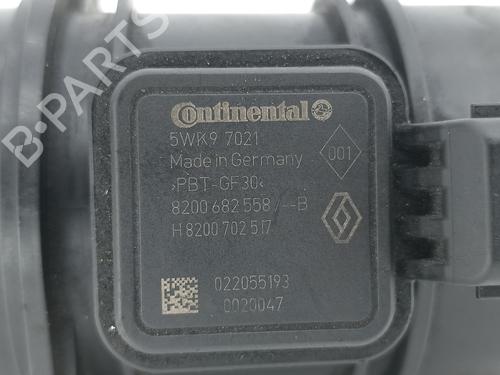 B-PARTS
Continental
5WK9 7021
Made in Germany
001
>PBT-GF30<
8200 682 558 /--B
H 8200 702 517
022055193
0020047